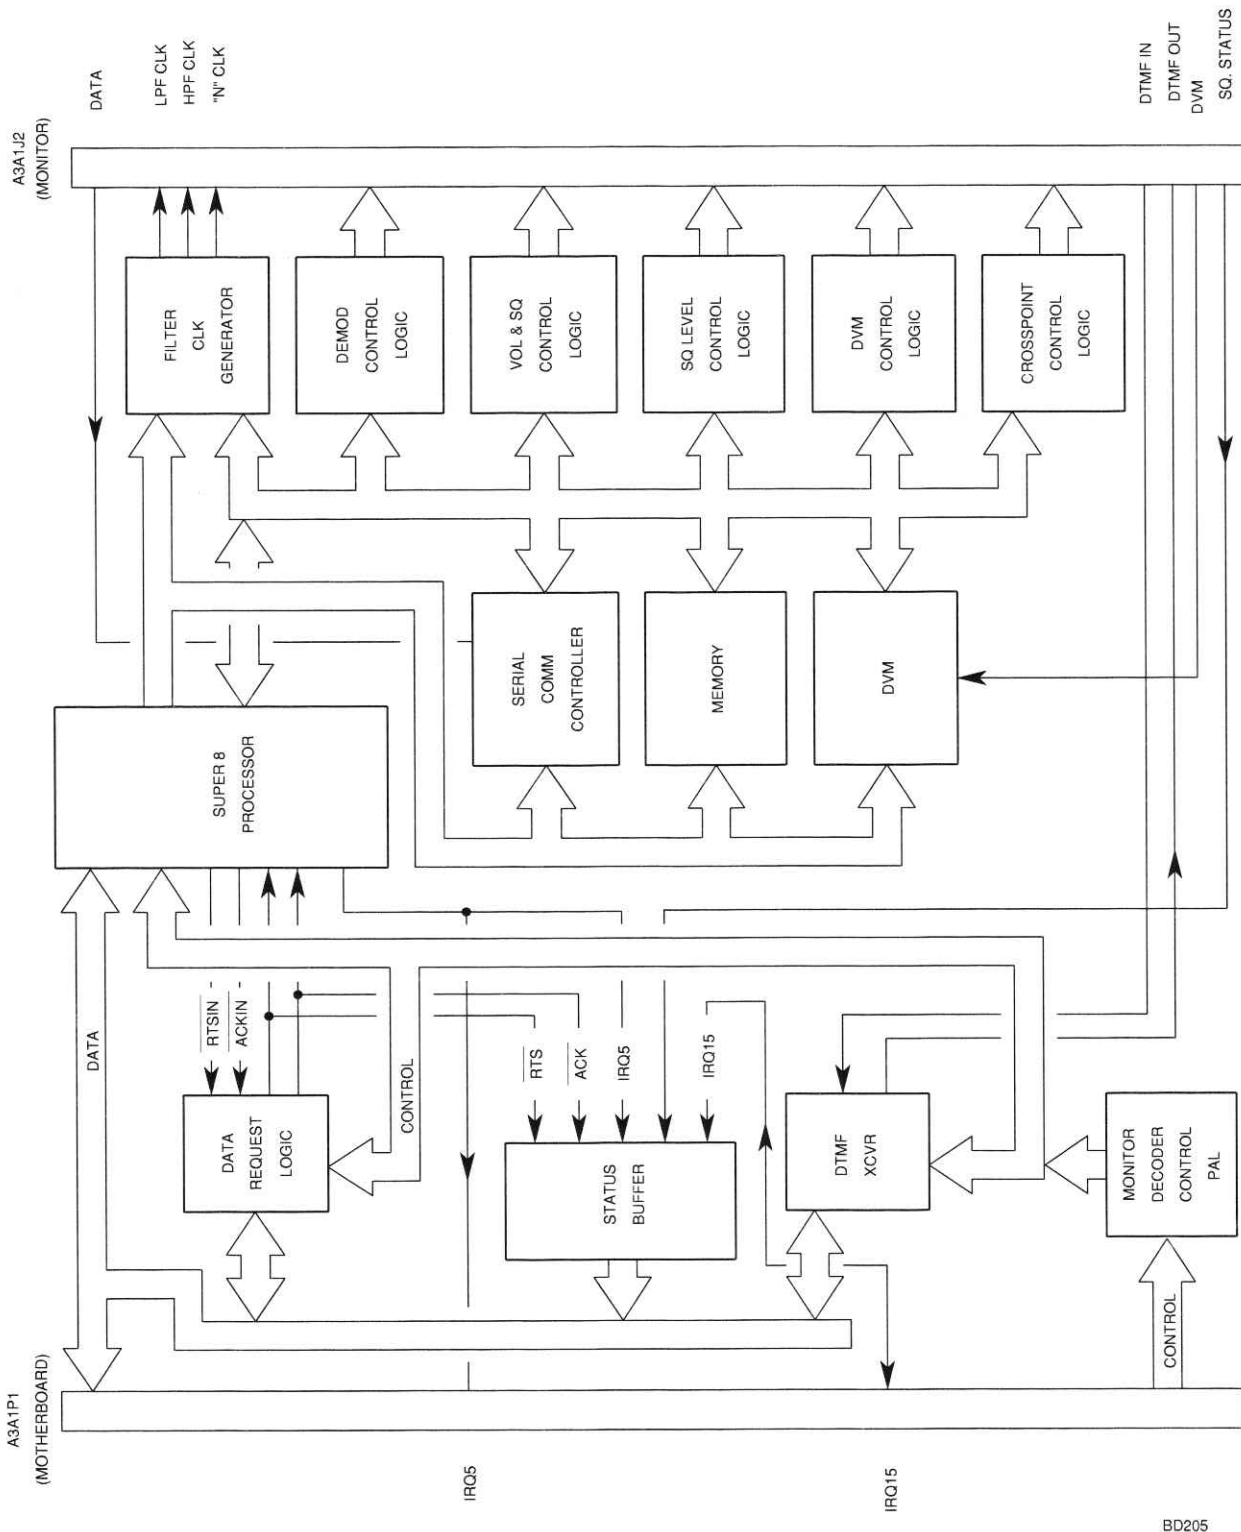 A3A1P1
(MOTHERBOARD)
A3A1J2
(MONITOR)
DATA
LPF CLK
HPF CLK
"N" CLK
DTMF IN
DTMF OUT
DVM
SQ. STATUS
FILTER
CLK
GENERATOR
DEMOD
CONTROL
LOGIC
VOL & SQ
CONTROL
LOGIC
SQ LEVEL
CONTROL
LOGIC
DVM
CONTROL
LOGIC
CROSSPOINT
CONTROL
LOGIC
SUPER 8
PROCESSOR
SERIAL
COMM
CONTROLLER
MEMORY
DVM
DATA
RTSIN
ACKIN
CONTROL
RTS
ACK
IRQ5
IRQ15
DATA
REQUEST
LOGIC
STATUS
BUFFER
DTMF
XCVR
MONITOR
DECODER
CONTROL
PAL
CONTROL
IRQ5
IRQ15
BD205